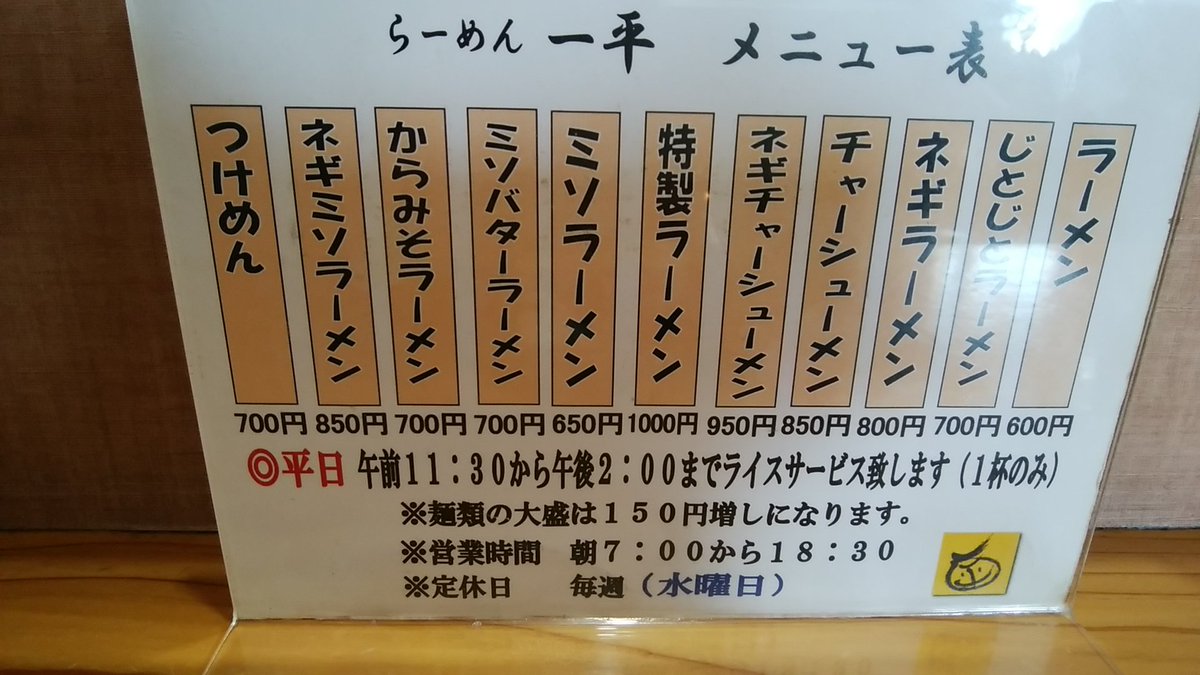 らーめん 一平 メニュー表
ラーメン
600円
じとじとラーメン
700円
ネギラーメン
800円
チャーシューメン
850円
ネギチャーシューメン
950円
特製ラーメン
1000円
ミソラーメン
650円
ミソバターラーメン
700円
からみそラーメン
700円
ネギミソラーメン
850円
つけめん
700円
◎平日 午前11：30から午後2：00までライスサービス致します（1杯のみ）
※麺類の大盛は150円増しになります。
※営業時間 朝7：00から18：30
※定休日 毎週（水曜日）